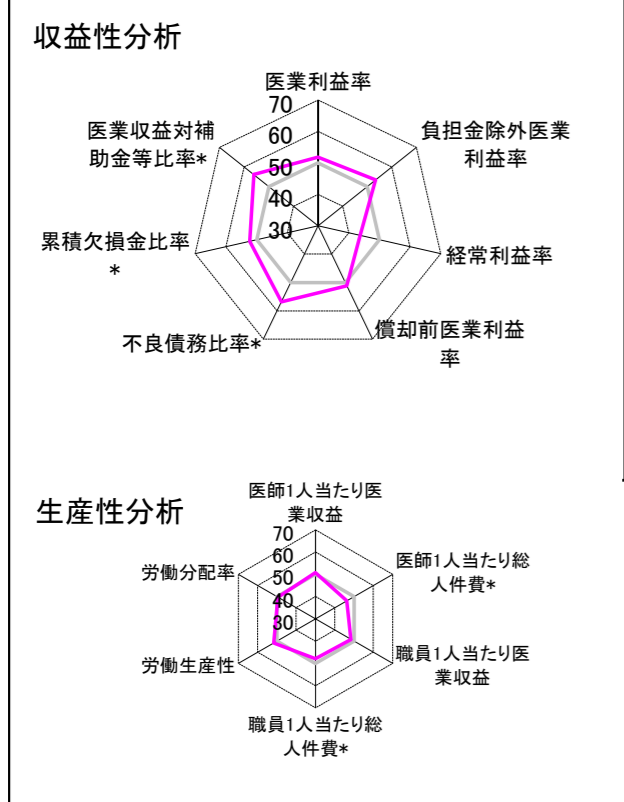 収益性分析
医業利益率
70
60
50
40
30
負担金除外医業
利益率
経常利益率
償却前医業利益
率
不良債務比率*
累積欠損金比率
*
医業収益対補
助金等比率*
生産性分析
医師1人当たり医
業収益
70
60
50
40
30
医師1人当たり総
人件費*
職員1人当たり医
業収益
職員1人当たり総
人件費*
労働生産性
労働分配率